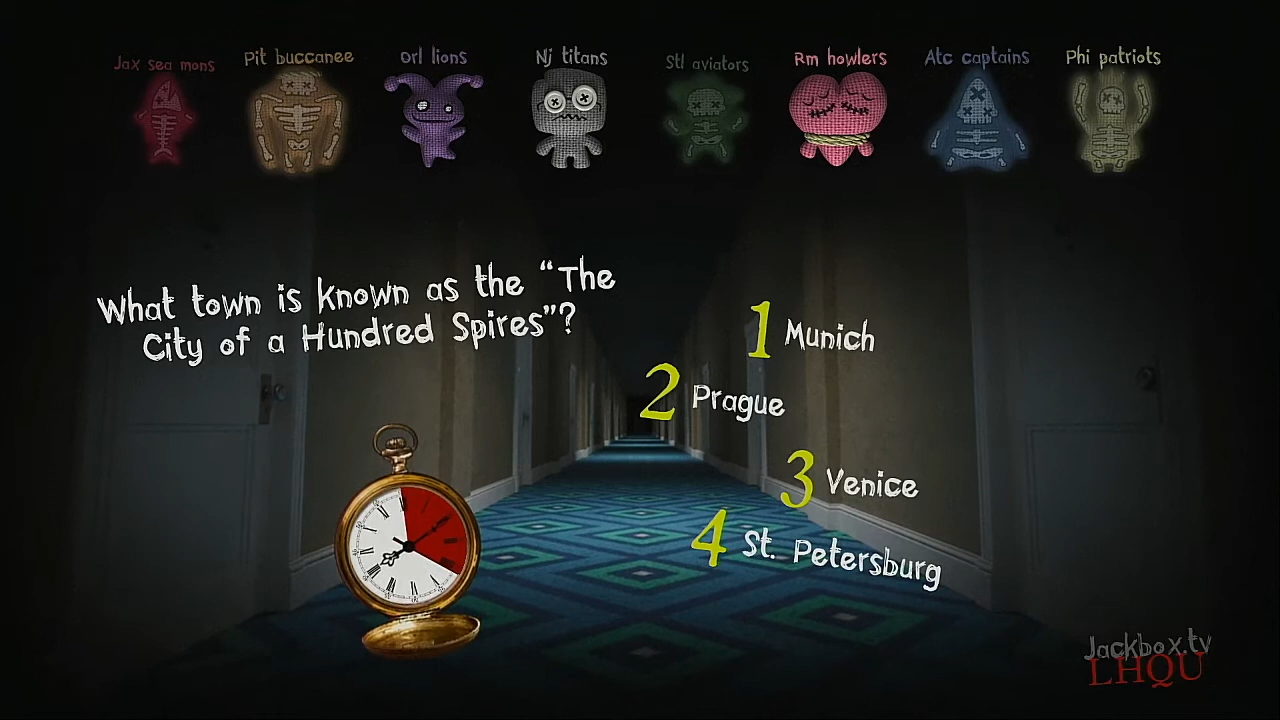 Jax sea mons
Pit buccanee
Orl lions
Nj titans
Stl aviators
Rm howlers
Atc captains
Phi patriots
What town is known as the “The
City of a Hundred Spires”?
1 Munich
2 Prague
3 Venice
4 St. Petersburg
Jackbox.tv
LHQU